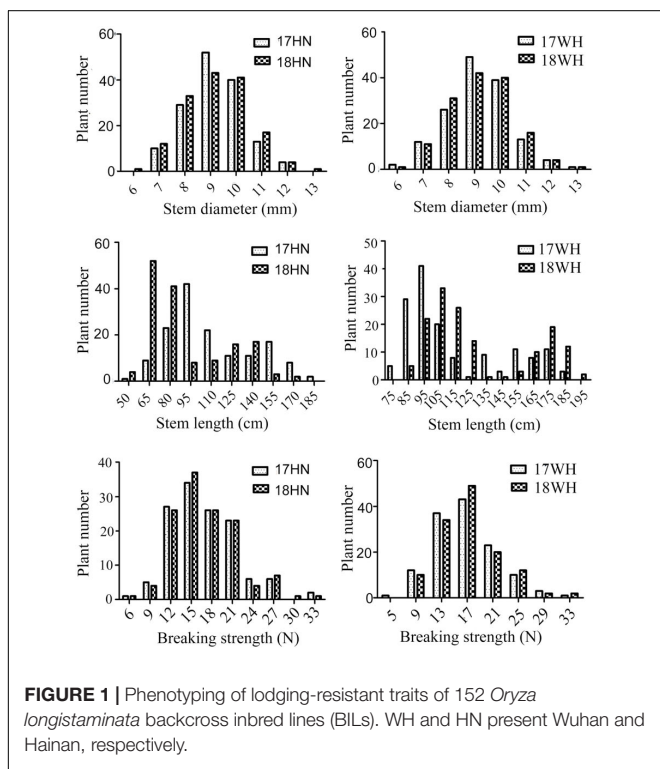 60
40
20
0
Plant number
17HN
18HN
6 7 8 9 10 11 12 13
Stem diameter (mm)
60
40
20
0
Plant number
17WH
18WH
6 7 8 9 10 11 12 13
Stem diameter (mm)
60
40
20
0
Plant number
17HN
18HN
50 65 80 95 110 125 140 155 170 185
Stem length (cm)
50
40
30
20
10
0
Plant number
17WH
18WH
75 85 95 105 115 125 135 145 155 165 175 185 195
Stem length (cm)
40
30
20
10
0
Plant number
17HN
18HN
6 9 12 15 18 21 24 27 30 33
Breaking strength (N)
60
40
20
0
Plant number
17WH
18WH
5 9 13 17 21 25 29 33
Breaking strength (N)
FIGURE 1 | Phenotyping of lodging-resistant traits of 152 Oryza
longistaminata backcross inbred lines (BILs). WH and HN present Wuhan and
Hainan, respectively.